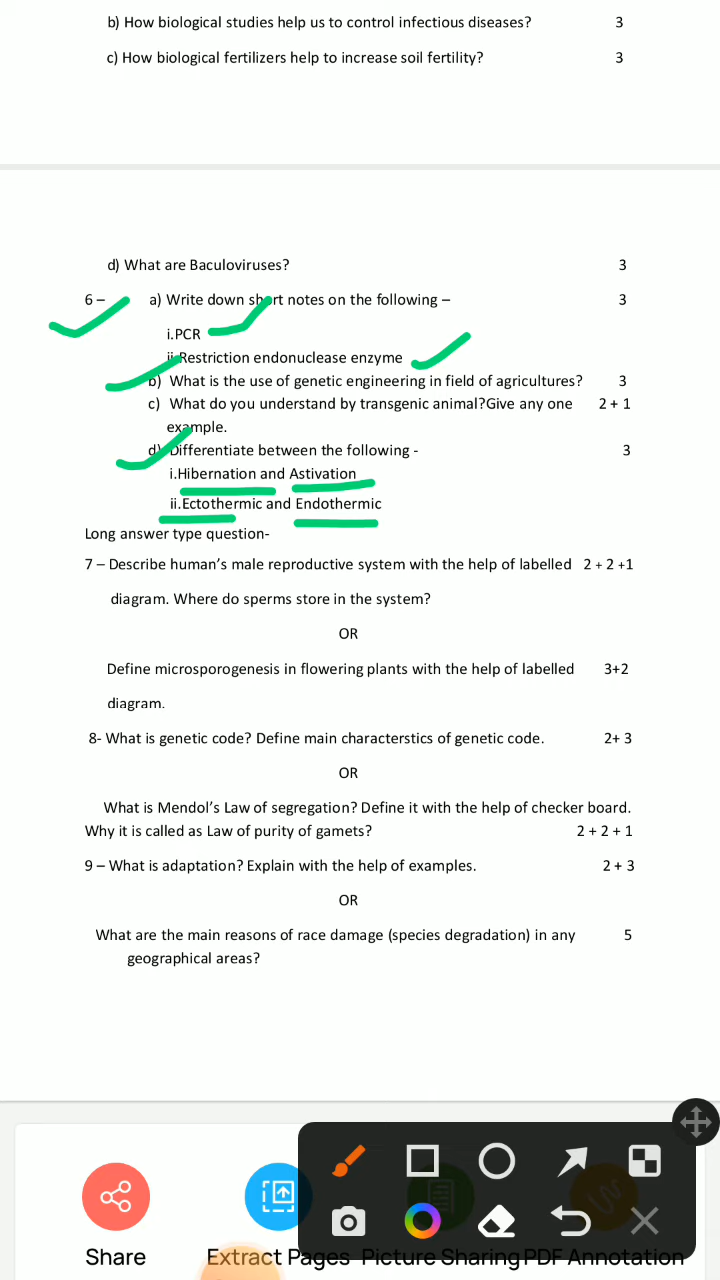 b) How biological studies help us to control infectious diseases? 3
c) How biological fertilizers help to increase soil fertility? 3
d) What are Baculoviruses? 3
6 – a) Write down short notes on the following – 3
i.PCR
ii.Restriction endonuclease enzyme
b) What is the use of genetic engineering in field of agricultures? 3
c) What do you understand by transgenic animal?Give any one 2 + 1
example.
d) Differentiate between the following - 3
i.Hibernation and Astivation
ii.Ectothermic and Endothermic
Long answer type question-
7 – Describe human's male reproductive system with the help of labelled 2 + 2 +1
diagram. Where do sperms store in the system?
OR
Define microsporogenesis in flowering plants with the help of labelled 3+2
diagram.
8- What is genetic code? Define main characterstics of genetic code. 2+ 3
OR
What is Mendol's Law of segregation? Define it with the help of checker board.
Why it is called as Law of purity of gamets? 2 + 2 + 1
9 – What is adaptation? Explain with the help of examples. 2 + 3
OR
What are the main reasons of race damage (species degradation) in any 5
geographical areas?
Share Extract Pages Picture Sharing PDF Annotation